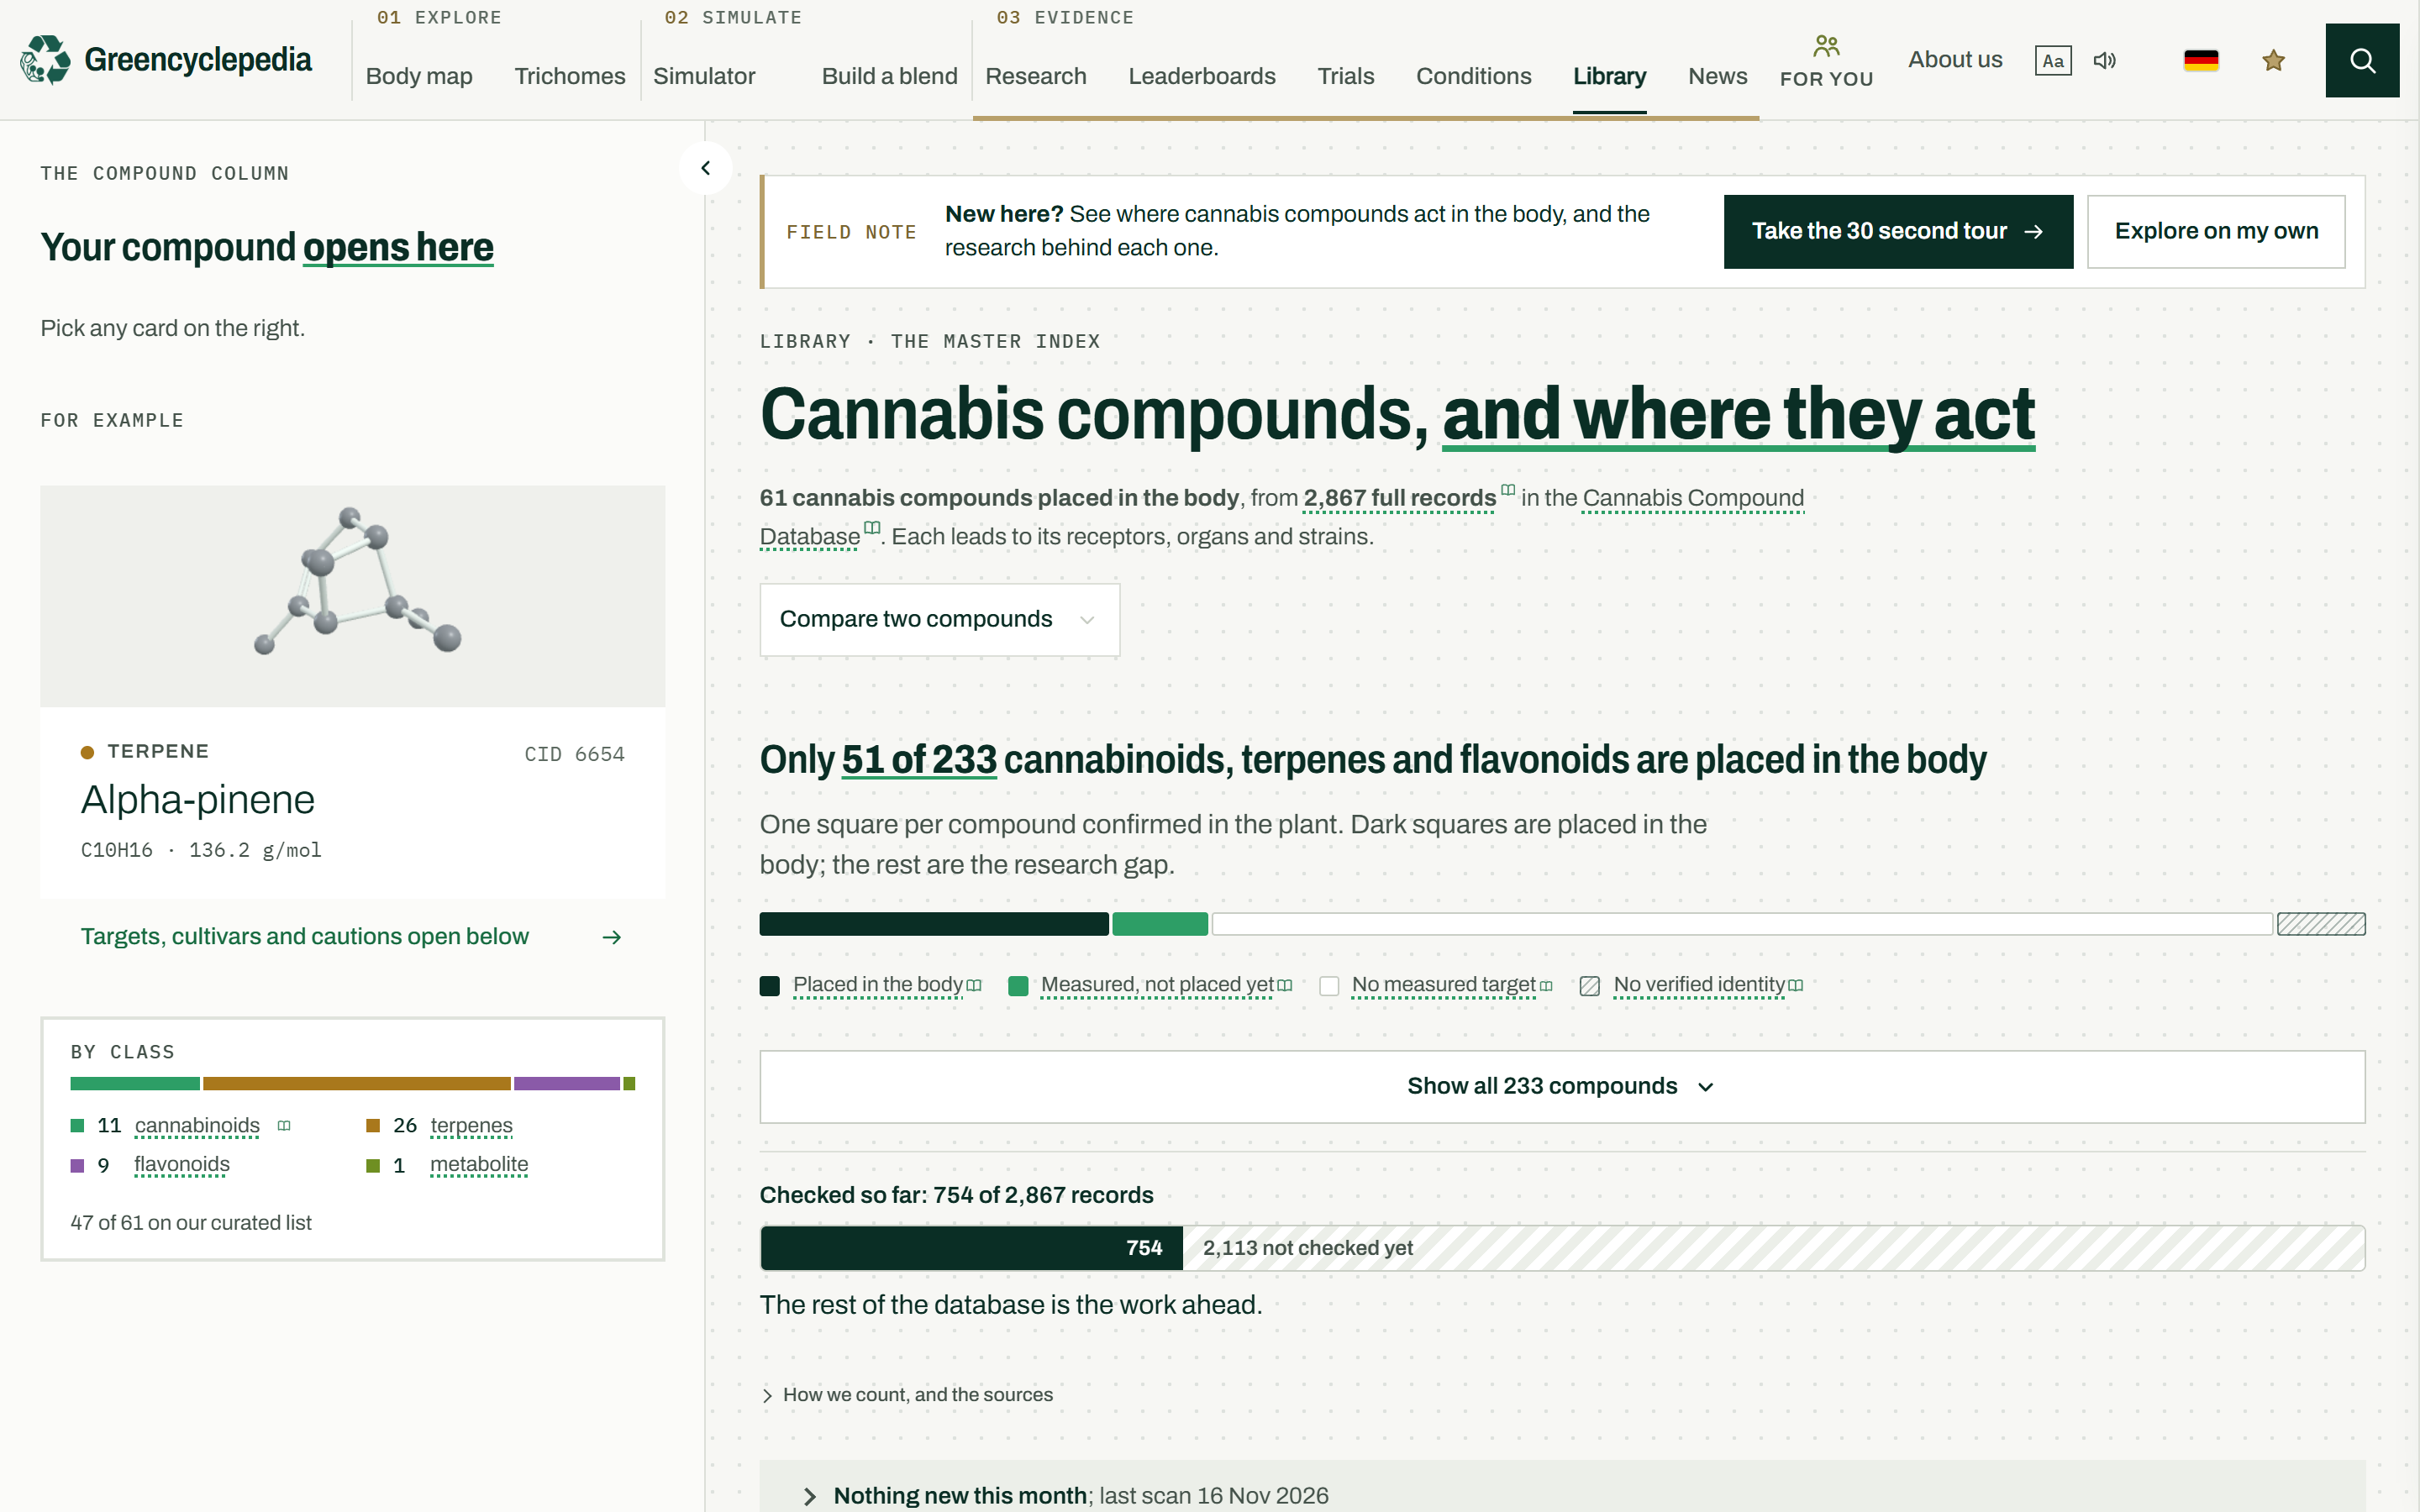 Greencyclepedia
01 EXPLORE
Body map
Trichomes
02 SIMULATE
Simulator
Build a blend
03 EVIDENCE
Research
Leaderboards
Trials
Conditions
Library
News
FOR YOU
About us
Aa
THE COMPOUND COLUMN
Your compound opens here
Pick any card on the right.
FOR EXAMPLE
TERPENE
CID 6654
Alpha-pinene
C10H16 · 136.2 g/mol
Targets, cultivars and cautions open below
BY CLASS
11 cannabinoids
26 terpenes
9 flavonoids
1 metabolite
47 of 61 on our curated list
FIELD NOTE
New here? See where cannabis compounds act in the body, and the
research behind each one.
Take the 30 second tour
Explore on my own
LIBRARY · THE MASTER INDEX
Cannabis compounds, and where they act
61 cannabis compounds placed in the body, from 2,867 full records in the Cannabis Compound
Database. Each leads to its receptors, organs and strains.
Compare two compounds
Only 51 of 233 cannabinoids, terpenes and flavonoids are placed in the body
One square per compound confirmed in the plant. Dark squares are placed in the
body; the rest are the research gap.
Placed in the body
Measured, not placed yet
No measured target
No verified identity
Show all 233 compounds
Checked so far: 754 of 2,867 records
754
2,113 not checked yet
The rest of the database is the work ahead.
How we count, and the sources
Nothing new this month; last scan 16 Nov 2026